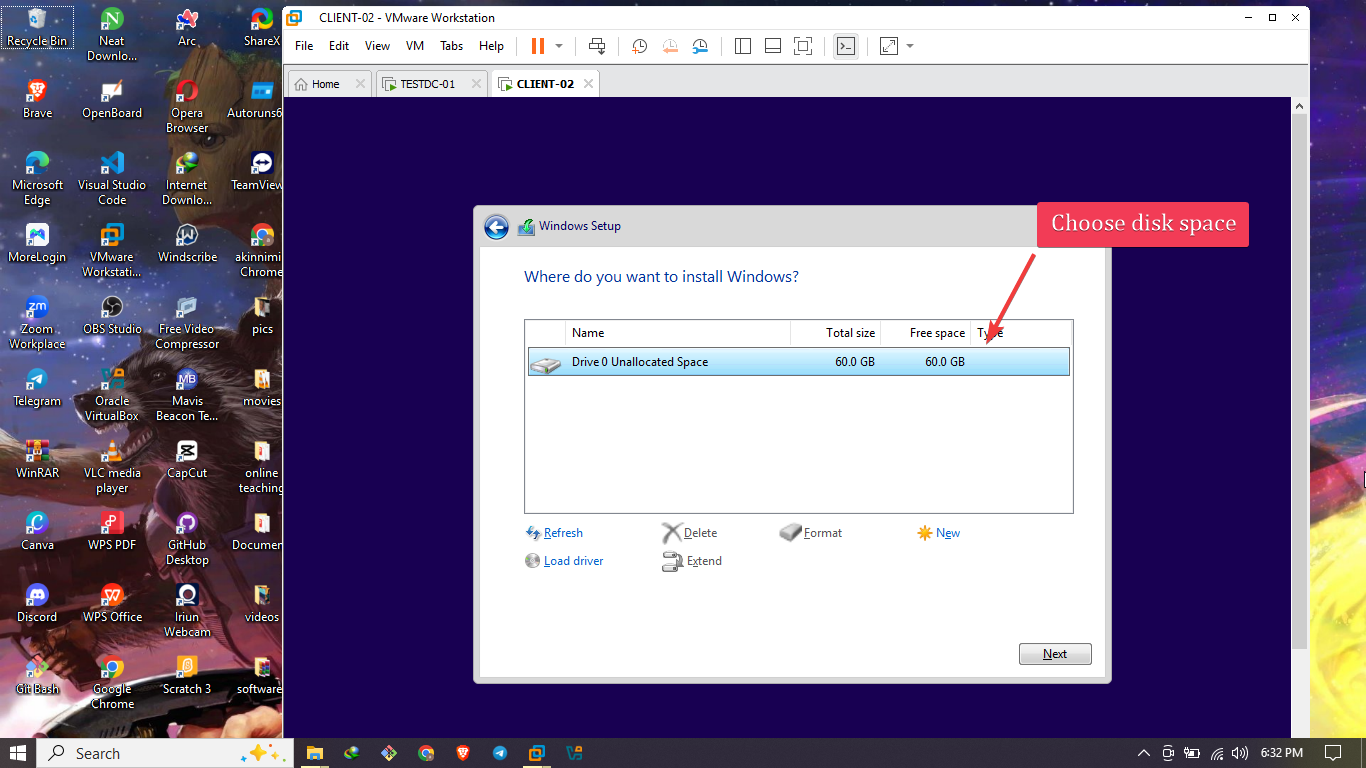 CLIENT-02 - VMware Workstation
File Edit View VM Tabs Help
Home TESTDC-01 CLIENT-02
Recycle Bin
Neat
Downlo...
Arc
ShareX
Brave
OpenBoard
Opera
Browser
Autoruns6
Microsoft
Edge
Visual Studio
Code
Internet
Downlo...
TeamView
MoreLogin
VMware
Workstati...
Windscribe
akinnimi
Chrome
Zoom
Workplace
OBS Studio
Free Video
Compressor
pics
Telegram
Oracle
VirtualBox
Mavis
Beacon Te...
movies
WinRAR
VLC media
player
CapCut
online
teaching
Canva
WPS PDF
GitHub
Desktop
Documen
Discord
WPS Office
Iriun
Webcam
videos
Git Bash
Google
Chrome
Scratch 3
software
Windows Setup
Choose disk space
Where do you want to install Windows?
Name Total size Free space Type
Drive 0 Unallocated Space 60.0 GB 60.0 GB
Refresh Delete Format New
Load driver Extend
Next
Search
6:32 PM